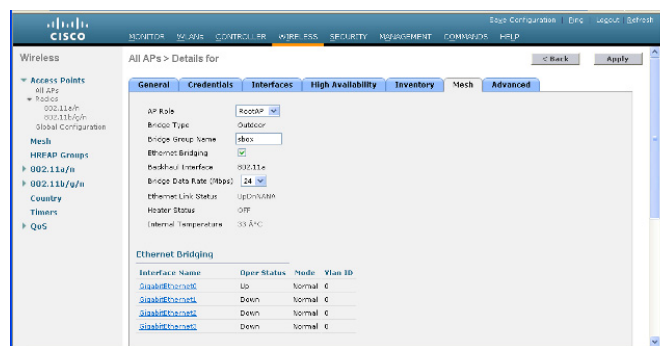 Save Configuration | Ping | Logout | Refresh
CISCO
MONITOR WLANs CONTROLLER WIRELESS SECURITY MANAGEMENT COMMANDS HELP
Wireless
All APs > Details for
< Back
Apply
Access Points
All APs
Radios
802.11a/n
802.11b/g/n
Global Configuration
Mesh
HREAP Groups
802.11a/n
802.11b/g/n
Country
Timers
QoS
General Credentials Interfaces High Availability Inventory Mesh Advanced
AP Role RootAP
Bridge Type Outdoor
Bridge Group Name sbox
Ethernet Bridging
Backhaul Interface 802.11a
Bridge Data Rate (Mbps) 24
Ethernet Link Status UpDnNANA
Heater Status OFF
Internal Temperature 33 Â°C
Ethernet Bridging
Interface Name Oper Status Mode Vlan ID
GigabitEthernet0 Up Normal 0
GigabitEthernet1 Down Normal 0
GigabitEthernet2 Down Normal 0
GigabitEthernet3 Down Normal 0